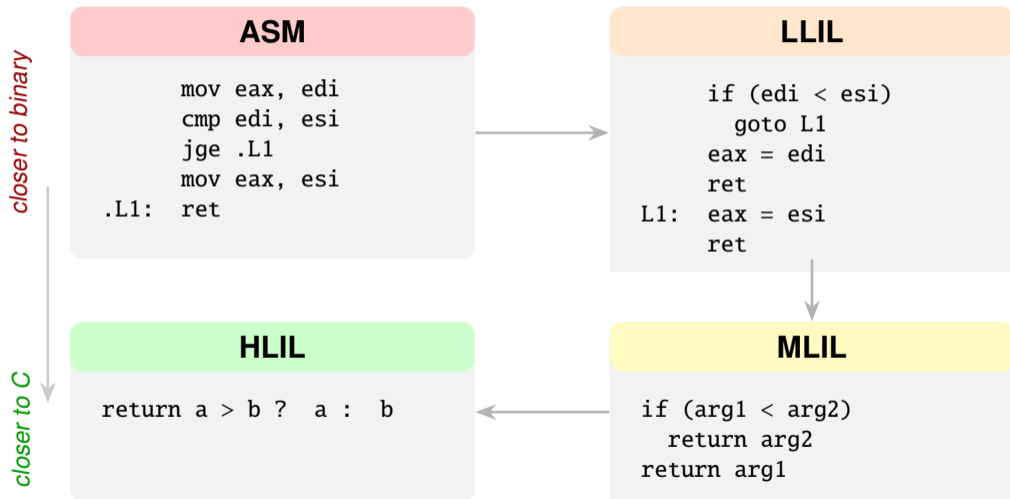 closer to binary
closer to C
ASM
mov eax, edi
cmp edi, esi
jge .L1
mov eax, esi
.L1: ret
LLIL
if (edi < esi)
goto L1
eax = edi
ret
L1: eax = esi
ret
HLIL
return a > b ? a : b
MLIL
if (arg1 < arg2)
return arg2
return arg1